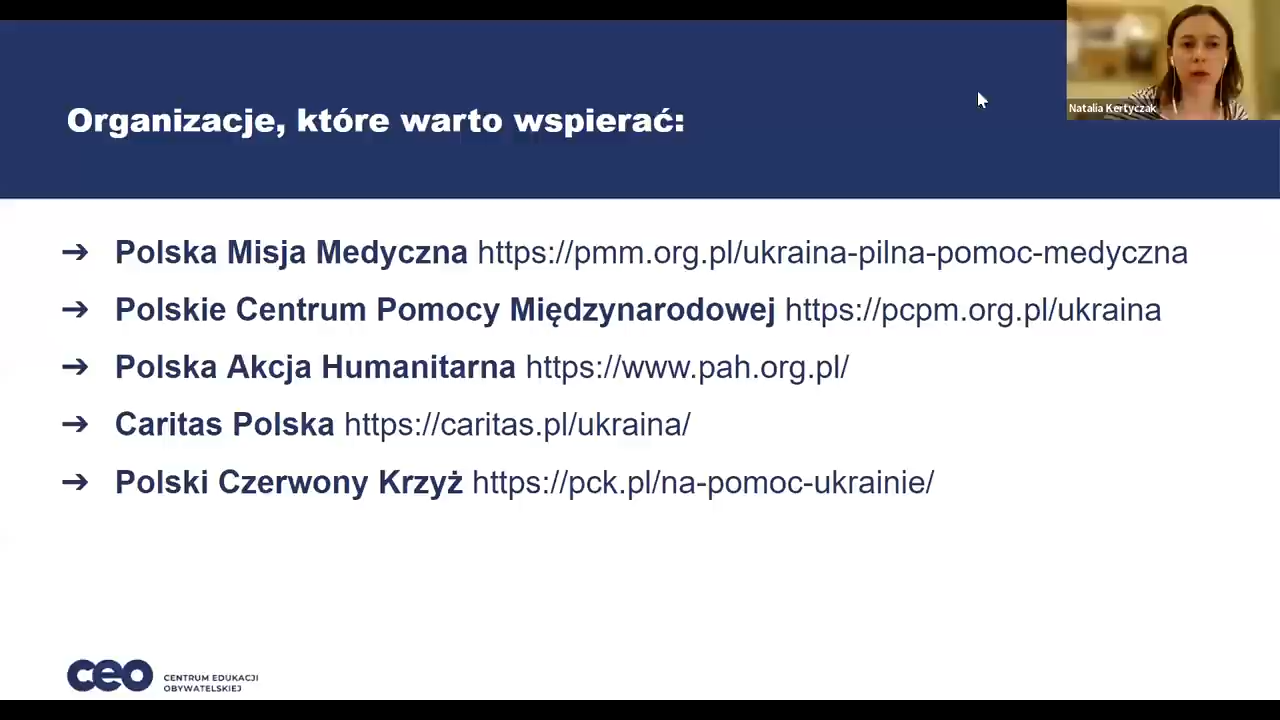 Natalia Kertyczak
Organizacje, które warto wspierać:
➔ Polska Misja Medyczna https://pmm.org.pl/ukraina-pilna-pomoc-medyczna
➔ Polskie Centrum Pomocy Międzynarodowej https://pcpm.org.pl/ukraina
➔ Polska Akcja Humanitarna https://www.pah.org.pl/
➔ Caritas Polska https://caritas.pl/ukraina/
➔ Polski Czerwony Krzyż https://pck.pl/na-pomoc-ukrainie/
ceo CENTRUM EDUKACJI
OBYWATELSKIEJ